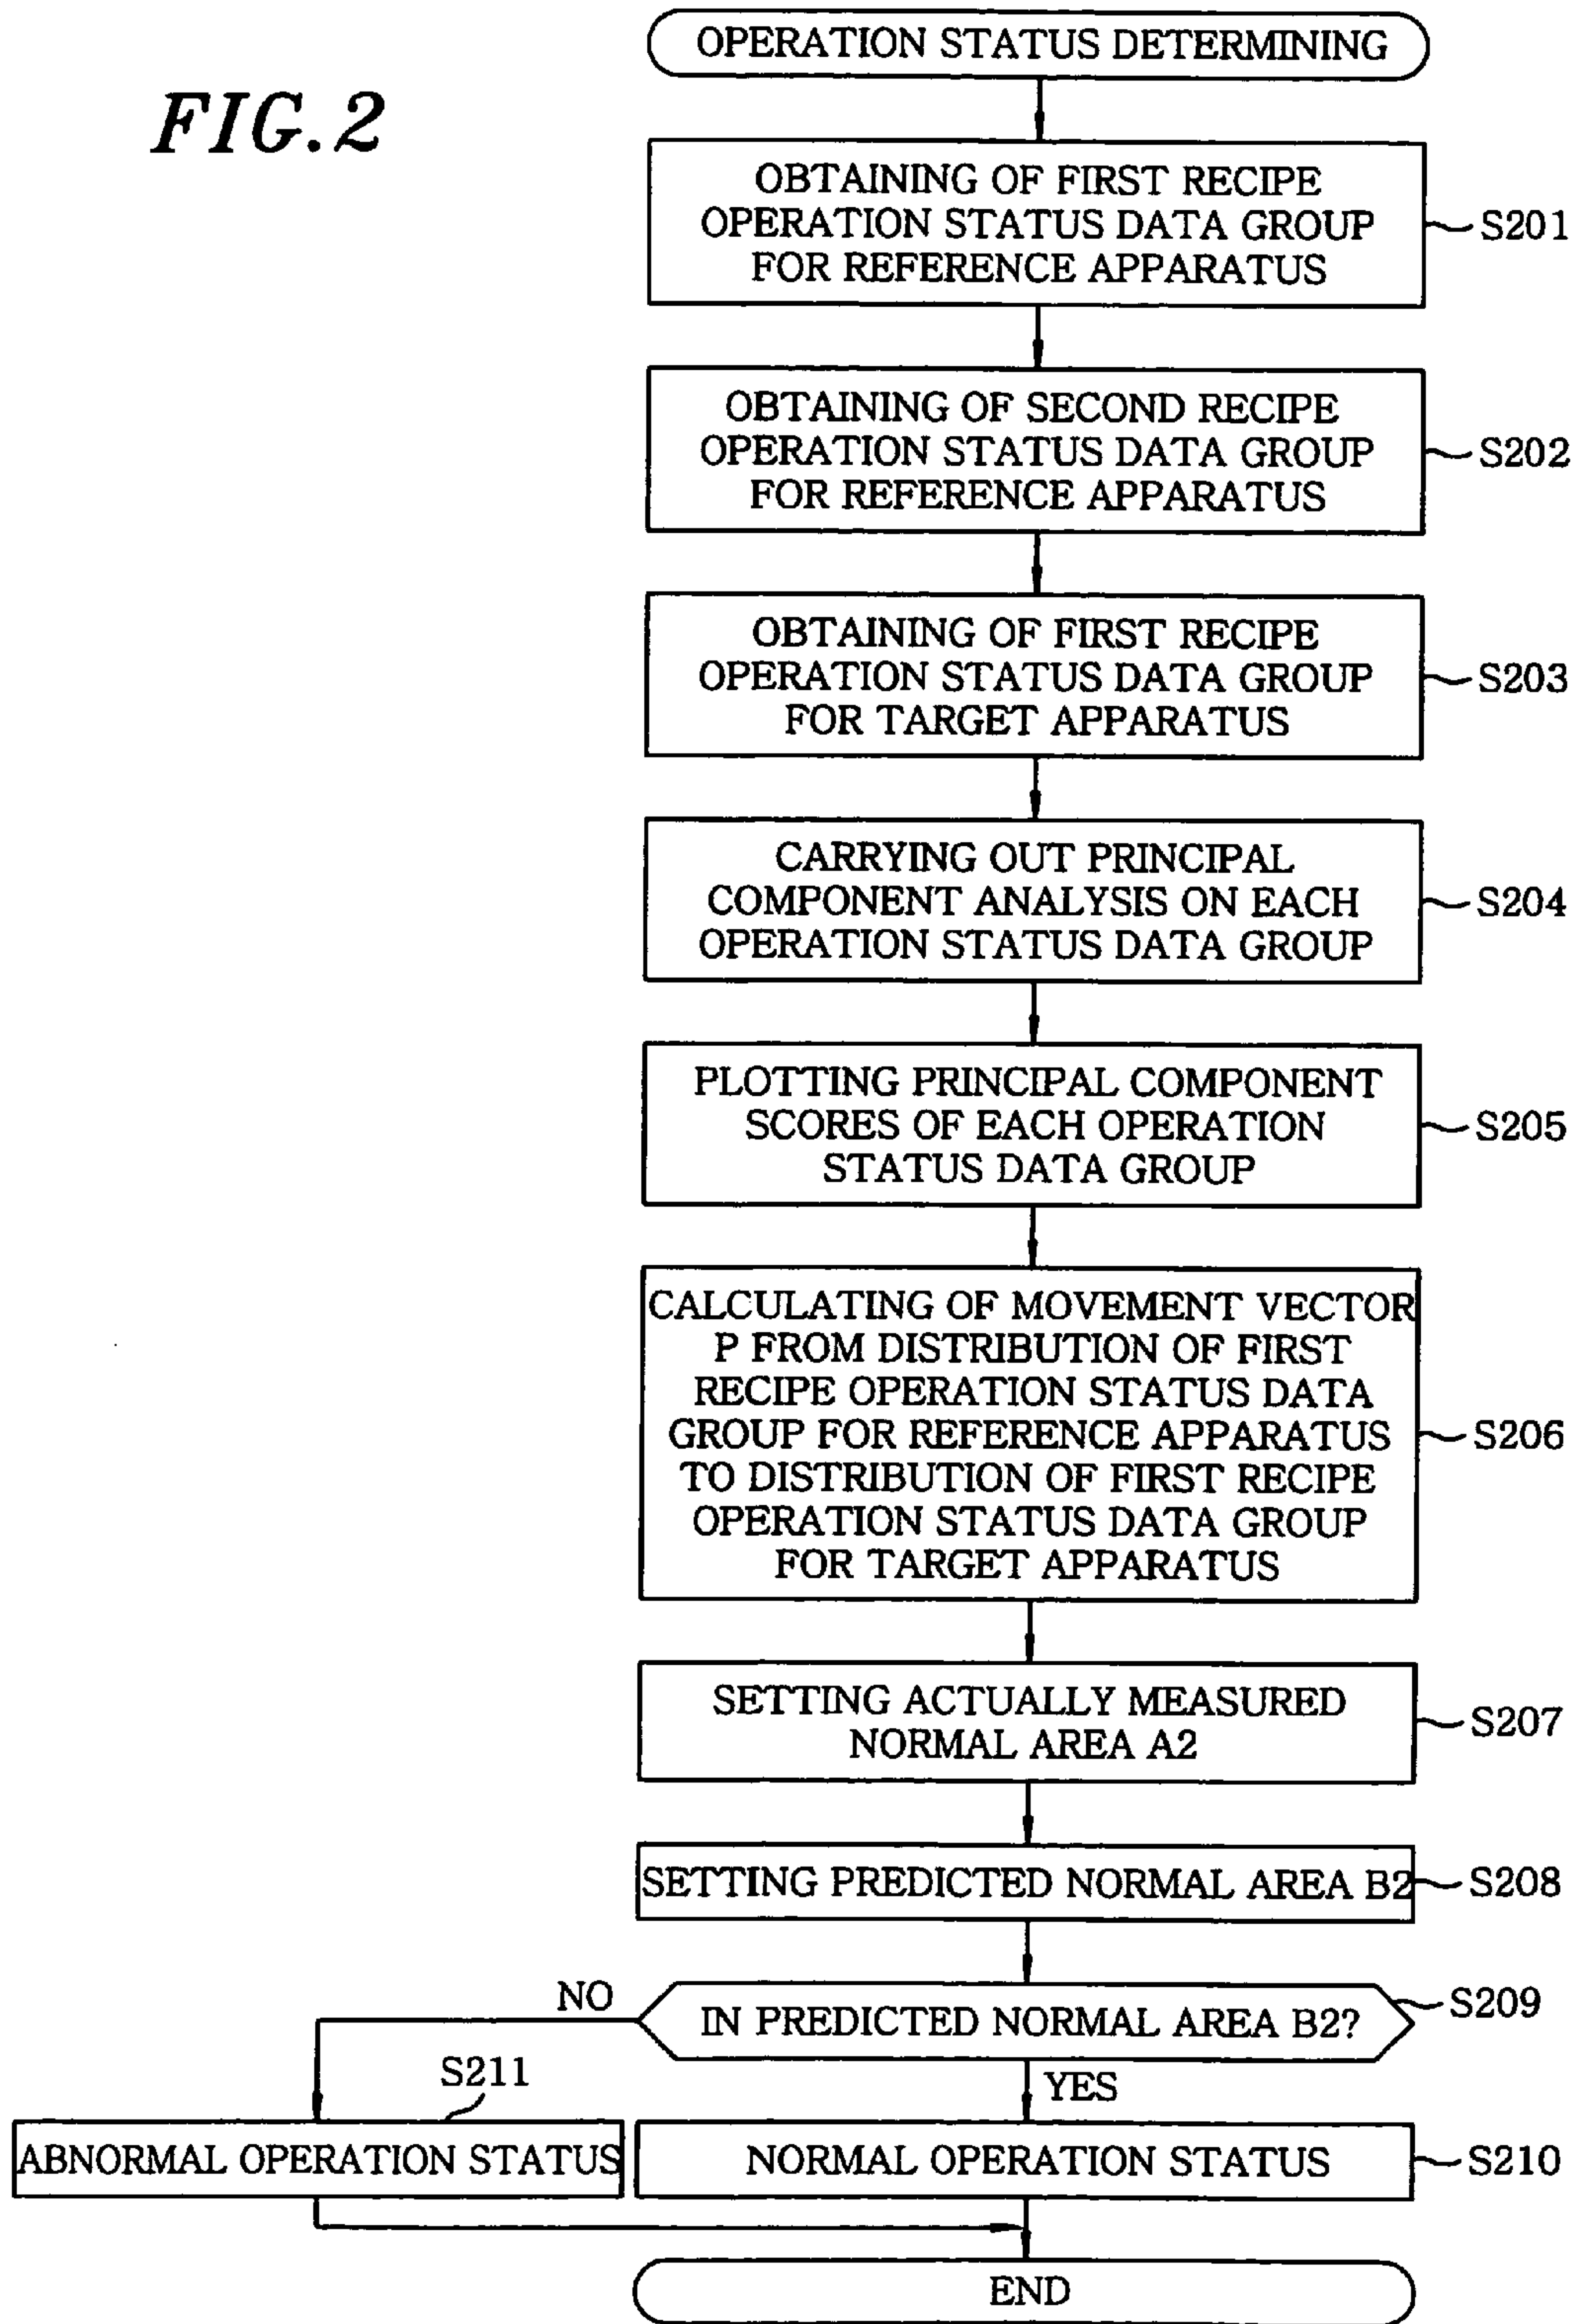 OPERATION STATUS DETERMINING
FIG.2
OBTAINING OF FIRST RECIPE
OPERATION STATUS DATA GROUP
FOR REFERENCE APPARATUS
S201
OBTAINING OF SECOND RECIPE
OPERATION STATUS DATA GROUP
FOR REFERENCE APPARATUS
S202
OBTAINING OF FIRST RECIPE
OPERATION STATUS DATA GROUP
FOR TARGET APPARATUS
S203
CARRYING OUT PRINCIPAL
COMPONENT ANALYSIS ON EACH
OPERATION STATUS DATA GROUP
S204
PLOTTING PRINCIPAL COMPONENT
SCORES OF EACH OPERATION
STATUS DATA GROUP
S205
CALCULATING OF MOVEMENT VECTOR
P FROM DISTRIBUTION OF FIRST
RECIPE OPERATION STATUS DATA
GROUP FOR REFERENCE APPARATUS
TO DISTRIBUTION OF FIRST RECIPE
OPERATION STATUS DATA GROUP
FOR TARGET APPARATUS
S206
SETTING ACTUALLY MEASURED
NORMAL AREA A2
S207
SETTING PREDICTED NORMAL AREA B2
S208
IN PREDICTED NORMAL AREA B2?
S209
NO
YES
S211
ABNORMAL OPERATION STATUS
NORMAL OPERATION STATUS
S210
END